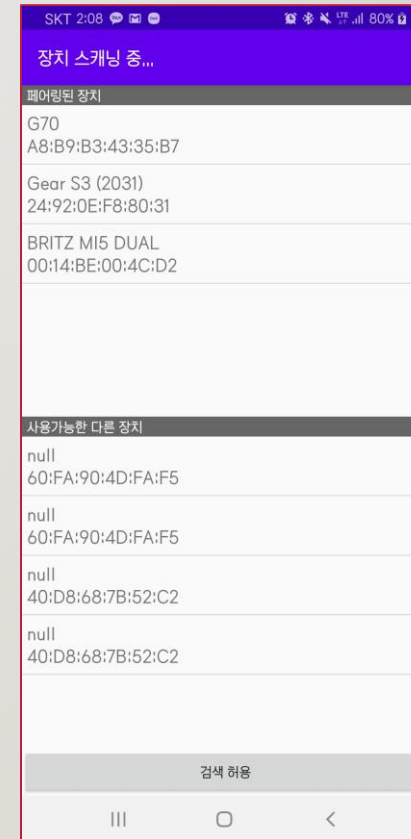 SKT 2:08
80%
장치 스캐닝 중...
페어링된 장치
G70
A8:B9:B3:43:35:B7
Gear S3 (2031)
24:92:0E:F8:80:31
BRITZ MI5 DUAL
00:14:BE:00:4C:D2
사용가능한 다른 장치
null
60:FA:90:4D:FA:F5
null
60:FA:90:4D:FA:F5
null
40:D8:68:7B:52:C2
null
40:D8:68:7B:52:C2
검색 허용